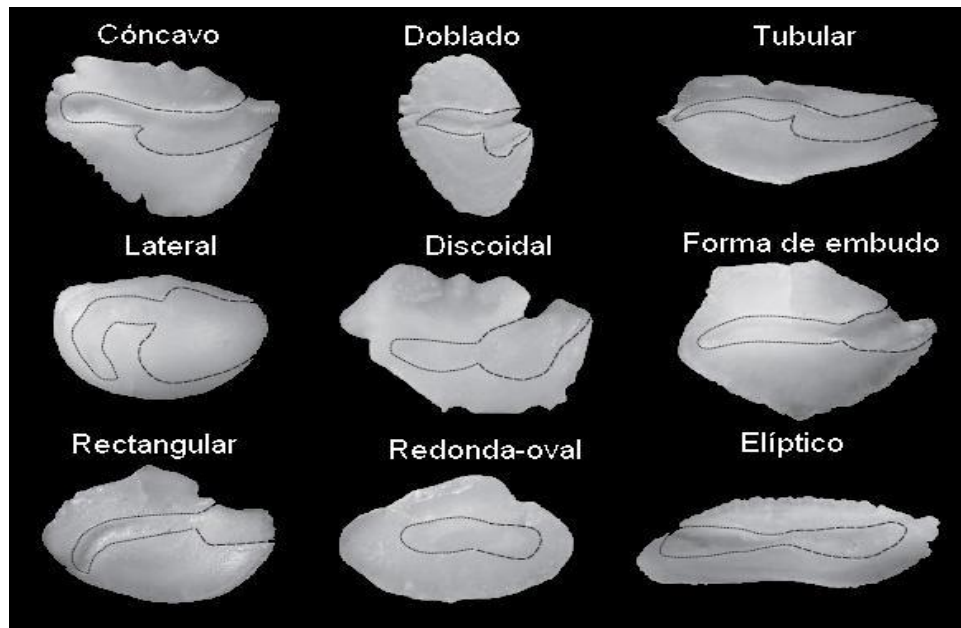 Cóncavo
Doblado
Tubular
Lateral
Discoidal
Forma de embudo
Rectangular
Redonda-oval
Elíptico